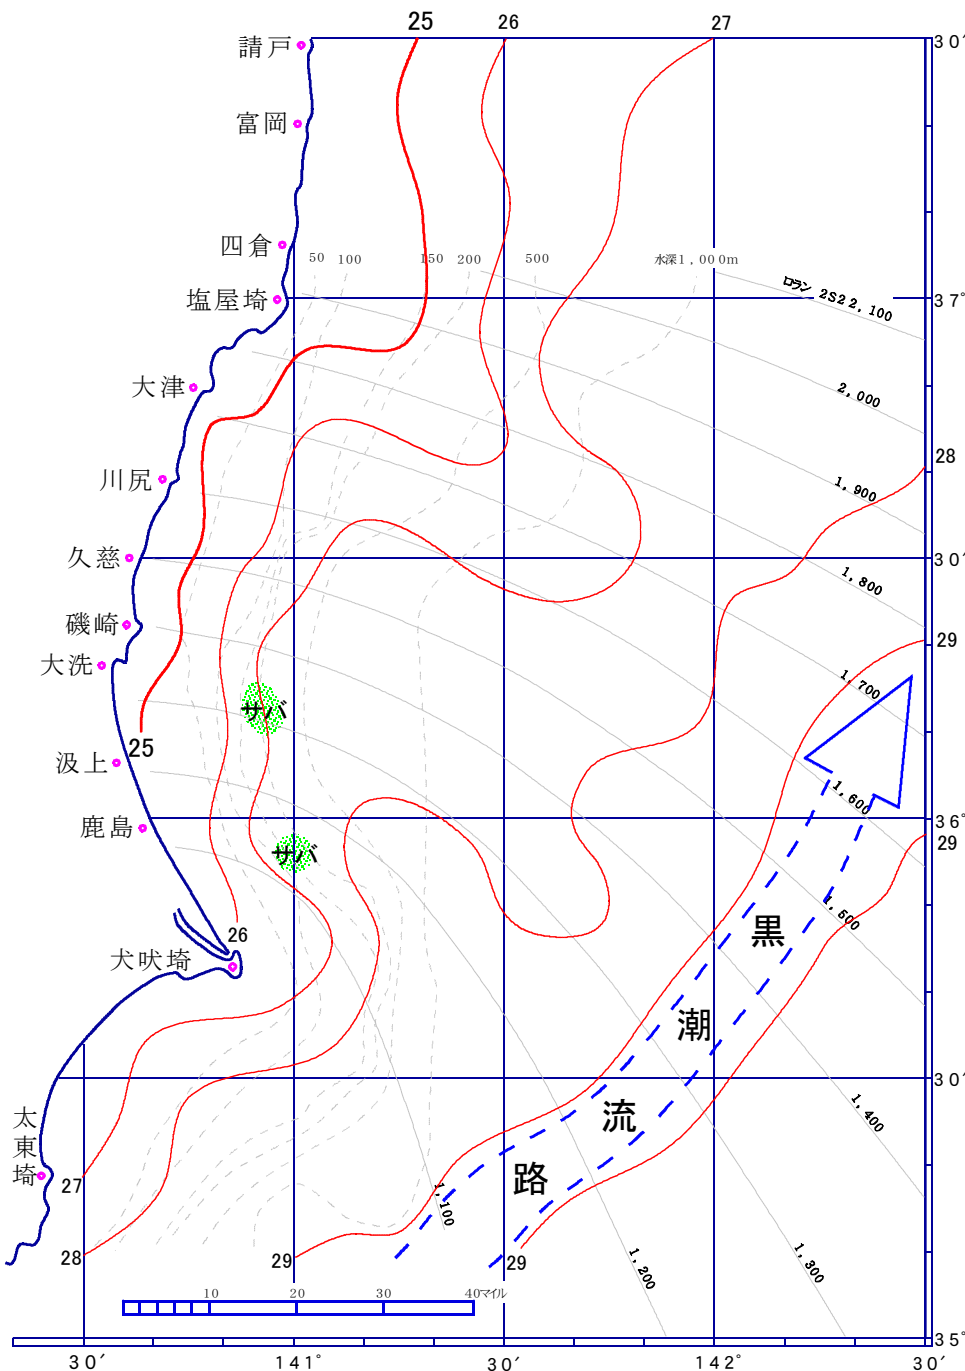 25 26 27
請戸
30′
富岡
四倉
50 100 150 200 500 水深1,000m
ロラン 2S2 2,100
塩屋埼
37°
大津
2,000
28
川尻
1,900
久慈
30′
1,800
磯崎
29
大洗
1,700
サバ
25
汲上
1,600
鹿島
36°
29
サバ
1,500
黒潮流路
26
犬吠埼
30′
1,400
太東埼
27
1,100
28
29
29
1,200
1,300
10 20 30 40マイル
35°
30′ 141° 30′ 142° 30′